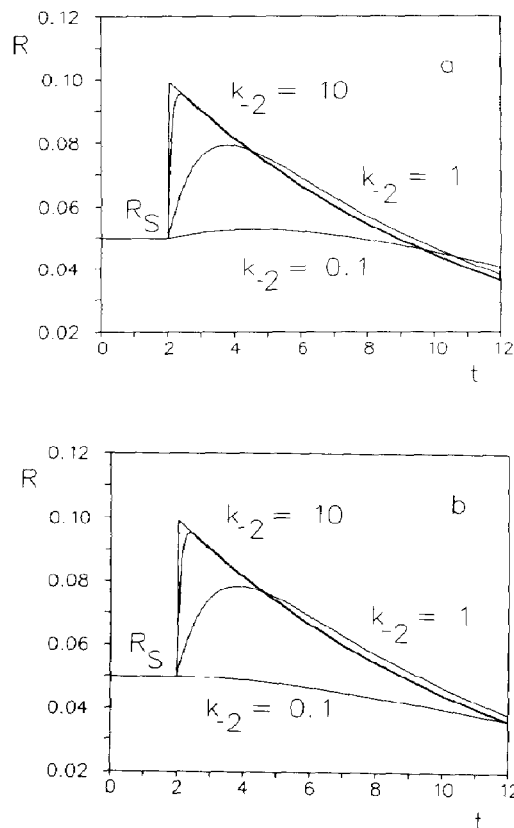 R
0.12
a
0.10
k-2 = 10
0.08
k-2 = 1
0.06
RS
0.04
k-2 = 0.1
0.02
0 2 4 6 8 10 12
t
R
0.12
b
0.10
k-2 = 10
0.08
k-2 = 1
0.06
RS
0.04
k-2 = 0.1
0.02
0 2 4 6 8 10 12
t